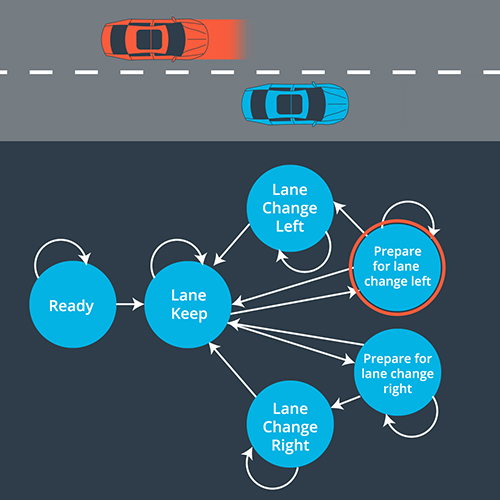 Lane
Change
Left
Prepare
for lane
change left
Ready
Lane
Keep
Prepare for
lane change
right
Lane
Change
Right